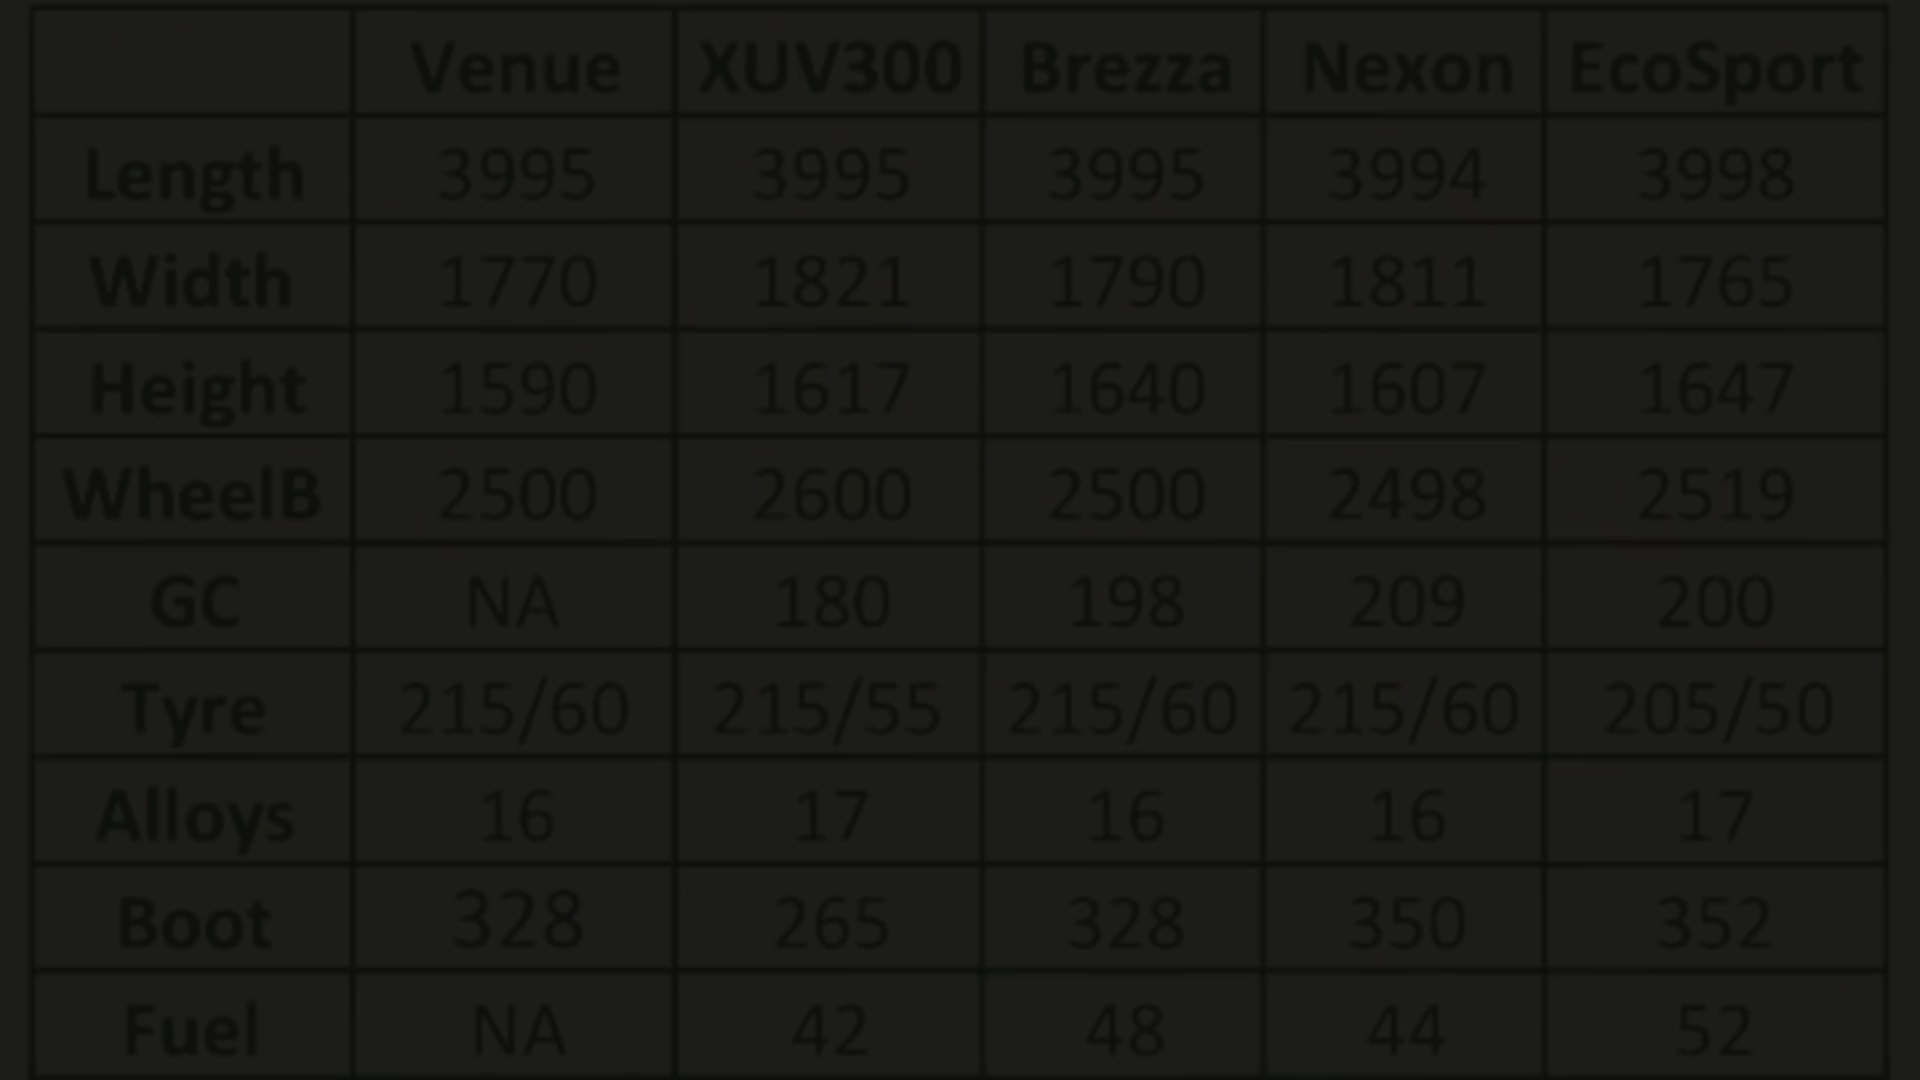 Venue XUV300 Brezza Nexon EcoSport
Length 3995 3995 3995 3994 3998
Width 1770 1821 1790 1811 1765
Height 1590 1617 1640 1607 1647
WheelB 2500 2600 2500 2498 2519
GC NA 180 198 209 200
Tyre 215/60 215/55 215/60 215/60 205/50
Alloys 16 17 16 16 17
Boot 328 265 328 350 352
Fuel NA 42 48 44 52